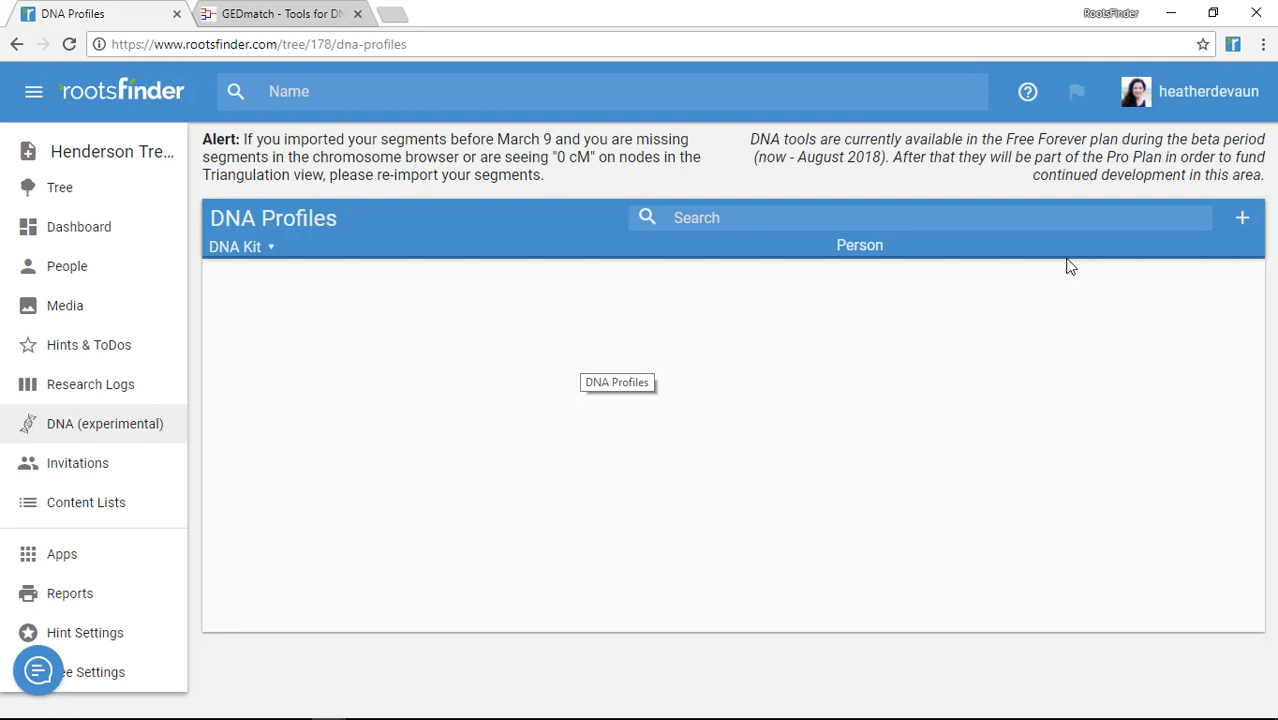 DNA Profiles
GEDmatch - Tools for DN
RootsFinder
https://www.rootsfinder.com/tree/178/dna-profiles
rootsfinder
Name
heatherdevaun
Henderson Tre...
Tree
Dashboard
People
Media
Hints & ToDos
Research Logs
DNA (experimental)
Invitations
Content Lists
Apps
Reports
Hint Settings
ee Settings
Alert: If you imported your segments before March 9 and you are missing
segments in the chromosome browser or are seeing "0 cM" on nodes in the
Triangulation view, please re-import your segments.
DNA tools are currently available in the Free Forever plan during the beta period
(now - August 2018). After that they will be part of the Pro Plan in order to fund
continued development in this area.
DNA Profiles
Search
DNA Kit
Person
DNA Profiles